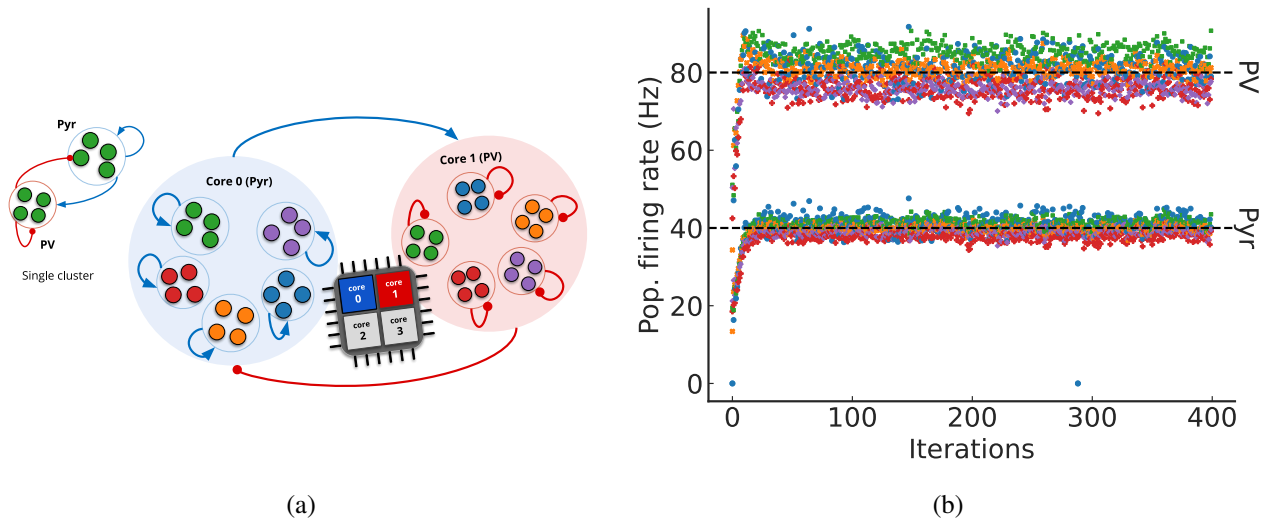 Pyr
PV
Single cluster
Core 0 (Pyr)
Core 1 (PV)
core
0
core
1
core
2
core
3
(a)
Pop. firing rate (Hz)
80
60
40
20
0
0 100 200 300 400
Iterations
PV
Pyr
(b)